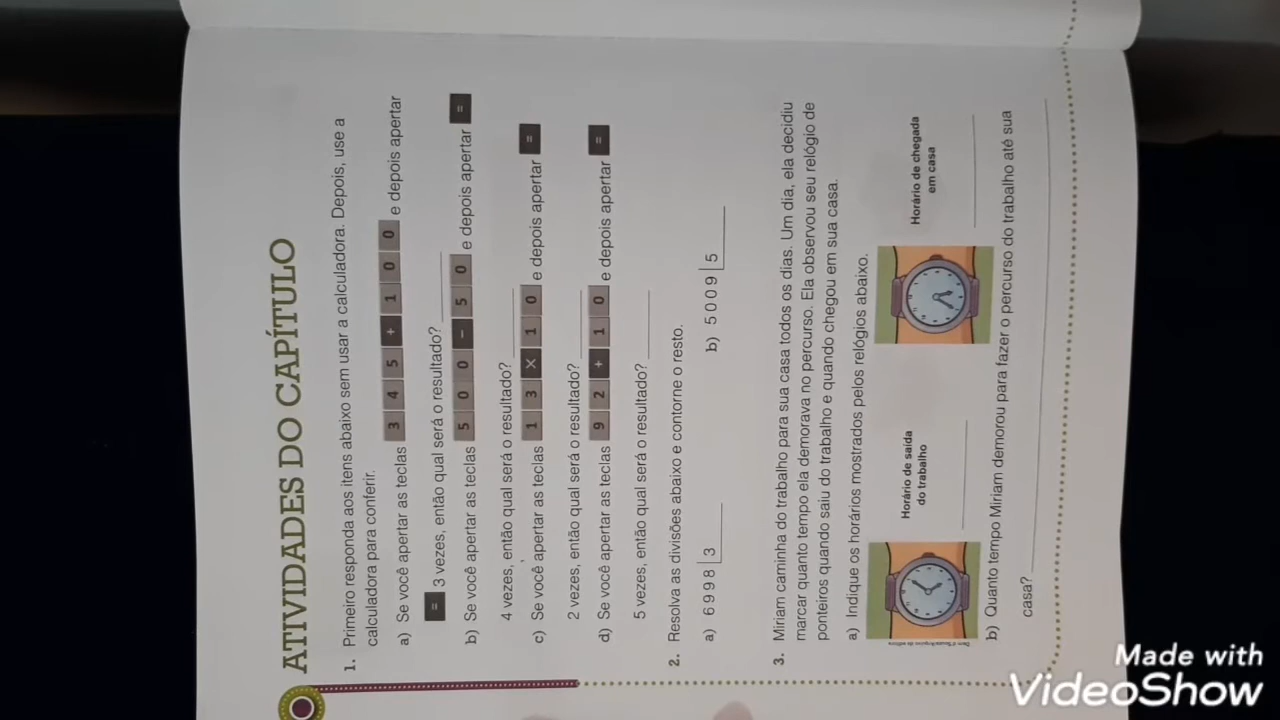 ATIVIDADES DO CAPÍTULO
1. Primeiro responda aos itens abaixo sem usar a calculadora. Depois, use a
calculadora para conferir.
a) Se você apertar as teclas 3 4 5 + 1 0 0 e depois apertar
= 3 vezes, então qual será o resultado?
b) Se você apertar as teclas 5 0 0 − 5 0 e depois apertar =
4 vezes, então qual será o resultado?
c) Se você apertar as teclas 1 3 × 1 0 e depois apertar =
2 vezes, então qual será o resultado?
d) Se você apertar as teclas 9 2 + 1 0 e depois apertar =
5 vezes, então qual será o resultado?
2. Resolva as divisões abaixo e contorne o resto.
a) 6998 3 b) 5009 5
3. Miriam caminha do trabalho para sua casa todos os dias. Um dia, ela decidiu
marcar quanto tempo ela demorava no percurso. Ela observou seu relógio de
ponteiros quando saiu do trabalho e quando chegou em sua casa.
a) Indique os horários mostrados pelos relógios abaixo.
Horário de saída
do trabalho
Horário de chegada
em casa
b) Quanto tempo Miriam demorou para fazer o percurso do trabalho até sua
casa?
Made with
VideoShow